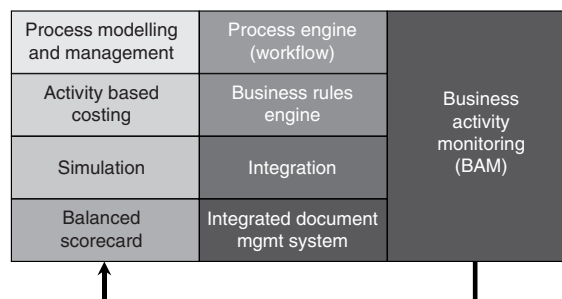 Process modelling
and management
Process engine
(workflow)
Activity based
costing
Business rules
engine
Business
activity
monitoring
(BAM)
Simulation
Integration
Balanced
scorecard
Integrated document
mgmt system